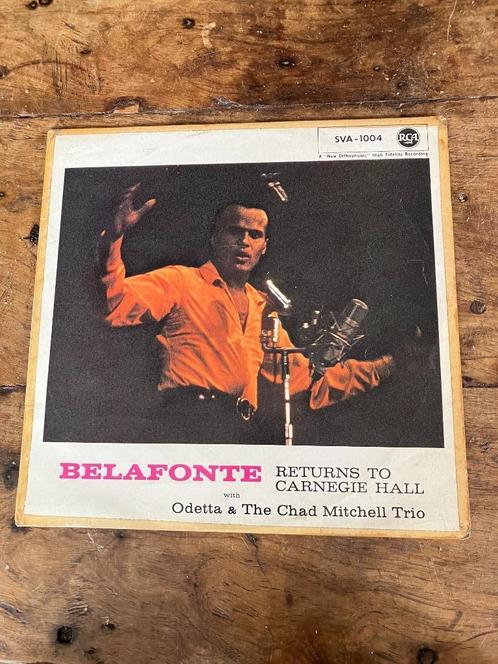 SVA-1004
RCA
A "New Orthophonic" High Fidelity Recording
BELAFONTE RETURNS TO
CARNEGIE HALL
with
Odetta & The Chad Mitchell Trio